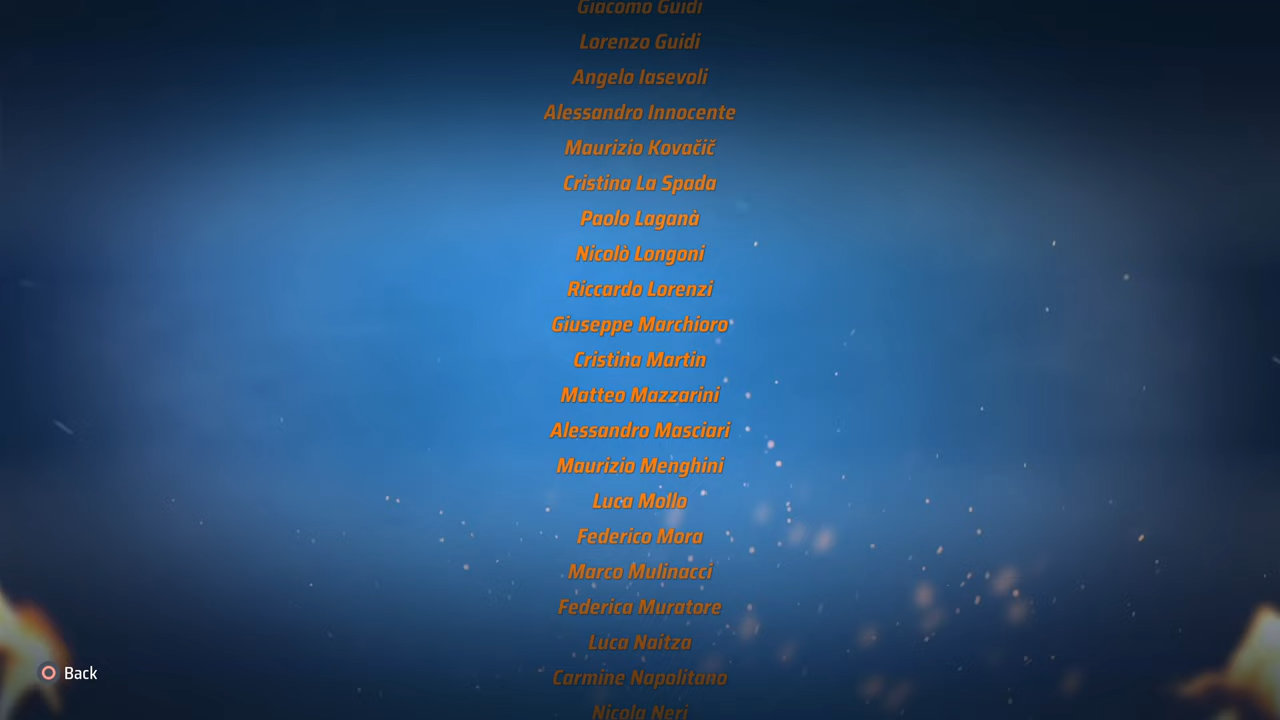 Giacomo Guidi
Lorenzo Guidi
Angelo Iasevoli
Alessandro Innocente
Maurizio Kovačič
Cristina La Spada
Paolo Laganà
Nicolò Longoni
Riccardo Lorenzi
Giuseppe Marchioro
Cristina Martin
Matteo Mazzarini
Alessandro Masciari
Maurizio Menghini
Luca Mollo
Federico Mora
Marco Mulinacci
Federica Muratore
Luca Naitza
Back
Carmine Napolitano
Nicola Neri